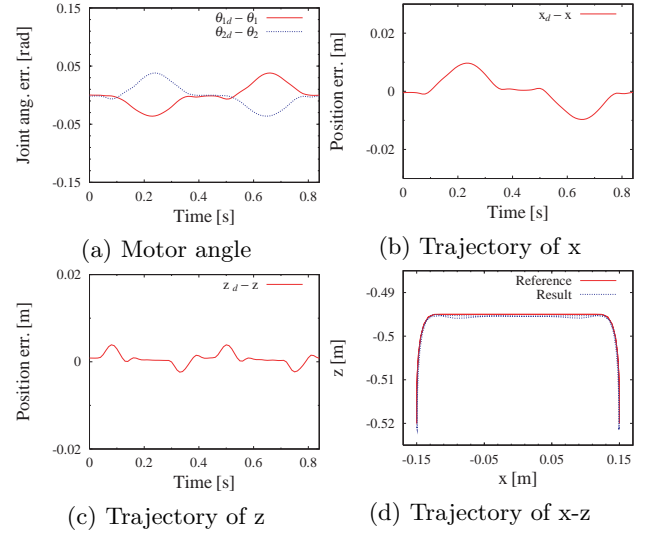 θ1d − θ1
θ2d − θ2
Joint ang. err. [rad]
0.15
0.05
-0.05
-0.15
0 0.2 0.4 0.6 0.8
Time [s]
(a) Motor angle
xd − x
Position err. [m]
0.03
0.02
0
-0.02
0 0.2 0.4 0.6 0.8
Time [s]
(b) Trajectory of x
z d − z
Position err. [m]
0.02
0
-0.02
0 0.2 0.4 0.6 0.8
Time [s]
(c) Trajectory of z
Reference
Result
z [m]
-0.49
-0.5
-0.51
-0.52
-0.15 -0.05 0.05 0.15
x [m]
(d) Trajectory of x-z